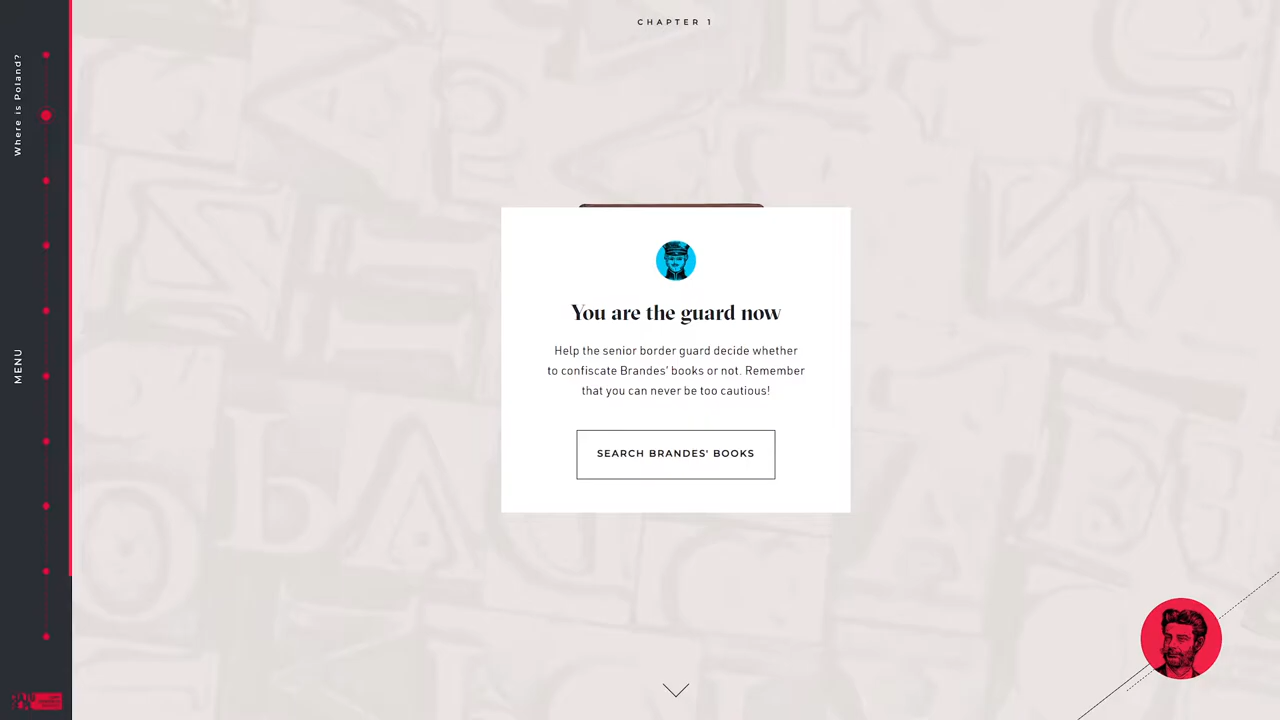 CHAPTER 1
Where is Poland?
MENU
You are the guard now
Help the senior border guard decide whether
to confiscate Brandes' books or not. Remember
that you can never be too cautious!
SEARCH BRANDES' BOOKS